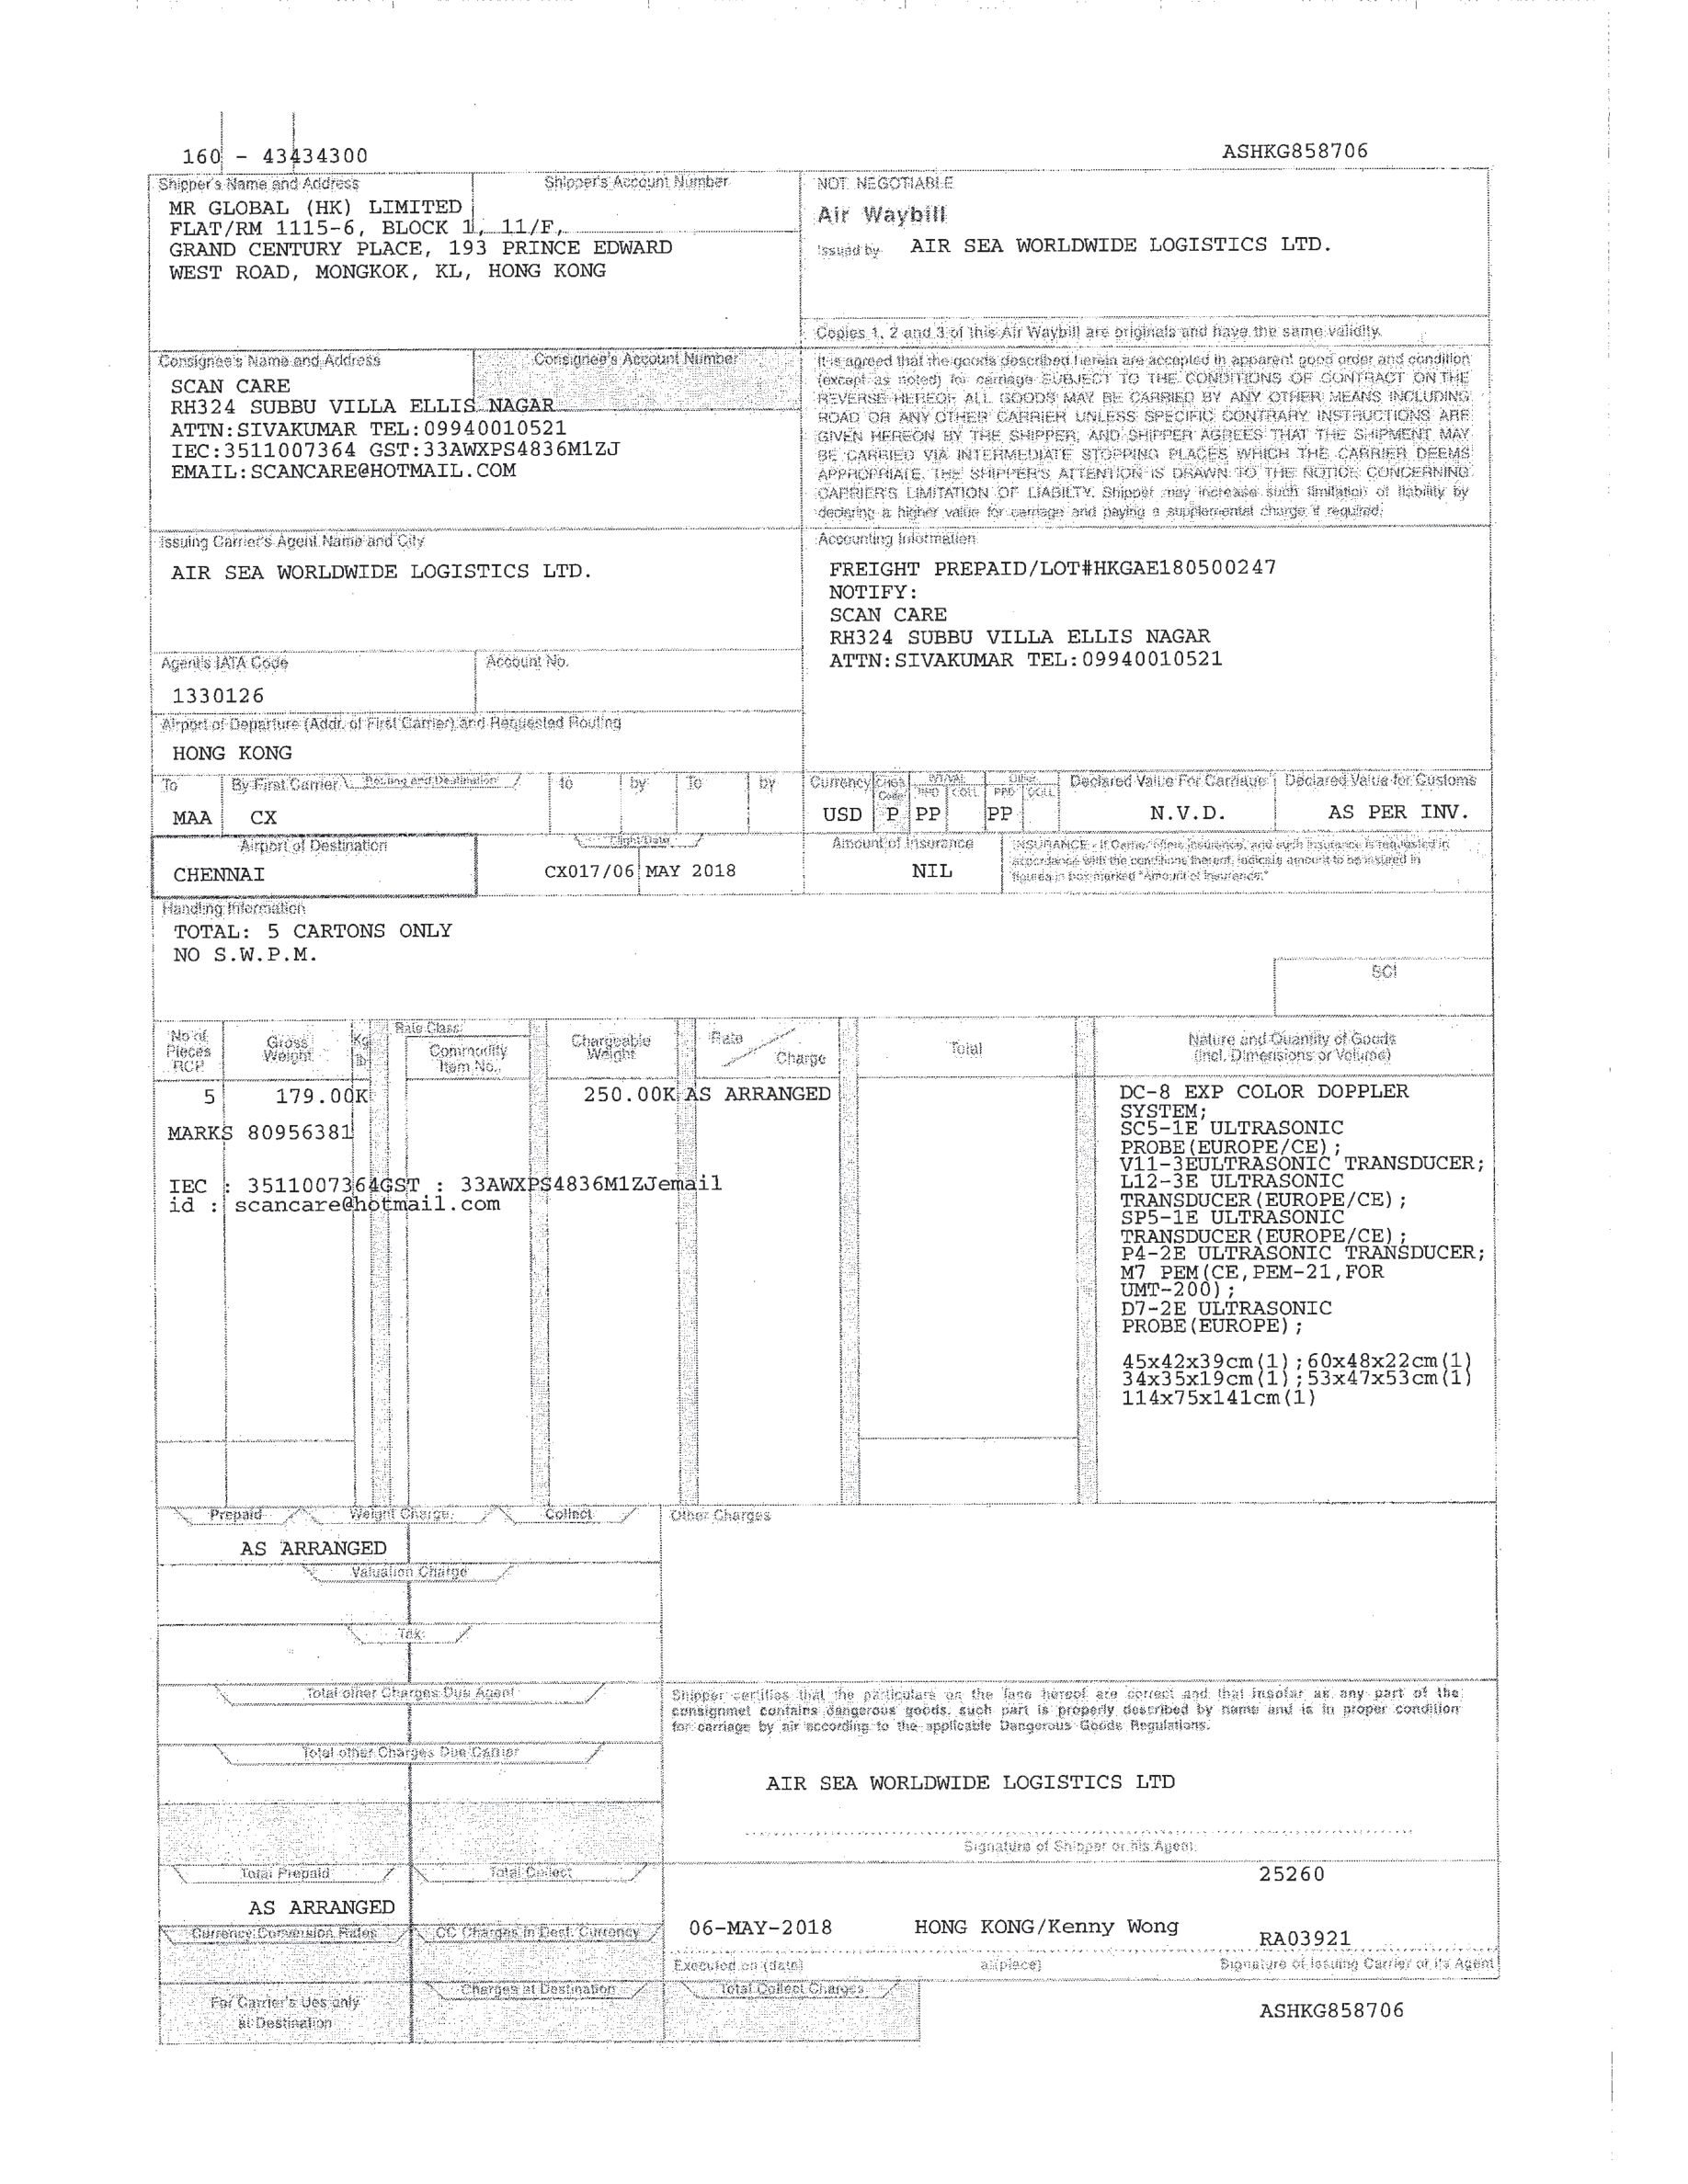 160 - 43434300
ASHKG858706
Shipper's Name and Address
Shipper's Account Number
MR GLOBAL (HK) LIMITED
FLAT/RM 1115-6, BLOCK 1, 11/F,
GRAND CENTURY PLACE, 193 PRINCE EDWARD
WEST ROAD, MONGKOK, KL, HONG KONG
NOT NEGOTIABLE
Air Waybill
Issued by AIR SEA WORLDWIDE LOGISTICS LTD.
Copies 1, 2 and 3 of this Air Waybill are originals and have the same validity.
Consignee's Name and Address
Consignee's Account Number
SCAN CARE
RH324 SUBBU VILLA ELLIS NAGAR
ATTN:SIVAKUMAR TEL:09940010521
IEC:3511007364 GST:33AWXPS4836M1ZJ
EMAIL:SCANCARE@HOTMAIL.COM
It is agreed that the goods described herein are accepted in apparent good order and condition
(except as noted) for carriage SUBJECT TO THE CONDITIONS OF CONTRACT ON THE
REVERSE HEREOF. ALL GOODS MAY BE CARRIED BY ANY OTHER MEANS INCLUDING
ROAD OR ANY OTHER CARRIER UNLESS SPECIFIC CONTRARY INSTRUCTIONS ARE
GIVEN HEREON BY THE SHIPPER, AND SHIPPER AGREES THAT THE SHIPMENT MAY
BE CARRIED VIA INTERMEDIATE STOPPING PLACES WHICH THE CARRIER DEEMS
APPROPRIATE. THE SHIPPER'S ATTENTION IS DRAWN TO THE NOTICE CONCERNING
CARRIER'S LIMITATION OF LIABILTY. Shipper may increase such limitation of liability by
declaring a higher value for carriage and paying a supplemental charge if required.
Issuing Carrier's Agent Name and City
AIR SEA WORLDWIDE LOGISTICS LTD.
Accounting Information
FREIGHT PREPAID/LOT#HKGAE180500247
NOTIFY:
SCAN CARE
RH324 SUBBU VILLA ELLIS NAGAR
ATTN:SIVAKUMAR TEL:09940010521
Agent's IATA Code
Account No.
1330126
Airport of Departure (Addr. of First Carrier) and Requested Routing
HONG KONG
To By First Carrier Routing and Destination to by To by
MAA CX
Currency Chgs Code WT/VAL PPD COLL Other PPD COLL Declared Value For Carriage Declared Value for Customs
USD P PP PP N.V.D. AS PER INV.
Airport of Destination
Flight/Date
CHENNAI CX017/06 MAY 2018
Amount of Insurance
NIL
INSURANCE - If Carrier offers insurance, and such insurance is requested in
accordance with the conditions thereof, indicate amount to be insured in
figures in box marked "Amount of Insurance."
Handling Information
TOTAL: 5 CARTONS ONLY
NO S.W.P.M.
SCI
No of Pieces RCP
Gross Weight
Kg lb
Rate Class
Commodity Item No.
Chargeable Weight
Rate Charge
Total
Nature and Quantity of Goods
(incl. Dimensions or Volume)
5 179.00K 250.00K AS ARRANGED
MARKS 80956381
IEC : 3511007364GST : 33AWXPS4836M1ZJemail
id : scancare@hotmail.com
DC-8 EXP COLOR DOPPLER
SYSTEM;
SC5-1E ULTRASONIC
PROBE(EUROPE/CE);
V11-3EULTRASONIC TRANSDUCER;
L12-3E ULTRASONIC
TRANSDUCER(EUROPE/CE);
SP5-1E ULTRASONIC
TRANSDUCER(EUROPE/CE);
P4-2E ULTRASONIC TRANSDUCER;
M7 PEM(CE,PEM-21,FOR
UMT-200);
D7-2E ULTRASONIC
PROBE(EUROPE);
45x42x39cm(1);60x48x22cm(1)
34x35x19cm(1);53x47x53cm(1)
114x75x141cm(1)
Prepaid Weight Charge Collect
Other Charges
AS ARRANGED
Valuation Charge
Tax
Total other Charges Due Agent
Shipper certifies that the particulars on the face hereof are correct and that insofar as any part of the
consignmet contains dangerous goods, such part is properly described by name and is in proper condition
for carriage by air according to the applicable Dangerous Goods Regulations.
Total other Charges Due Carrier
AIR SEA WORLDWIDE LOGISTICS LTD
Signature of Shipper or his Agent
Total Prepaid Total Collect
25260
AS ARRANGED
Currency Conversion Rates CC Charges in Dest. Currency
06-MAY-2018 HONG KONG/Kenny Wong RA03921
Executed on (date) at(place) Signature of Issuing Carrier or its Agent
For Carrier's Ues only
at Destination
Charges at Destination
Total Collect Charges
ASHKG858706